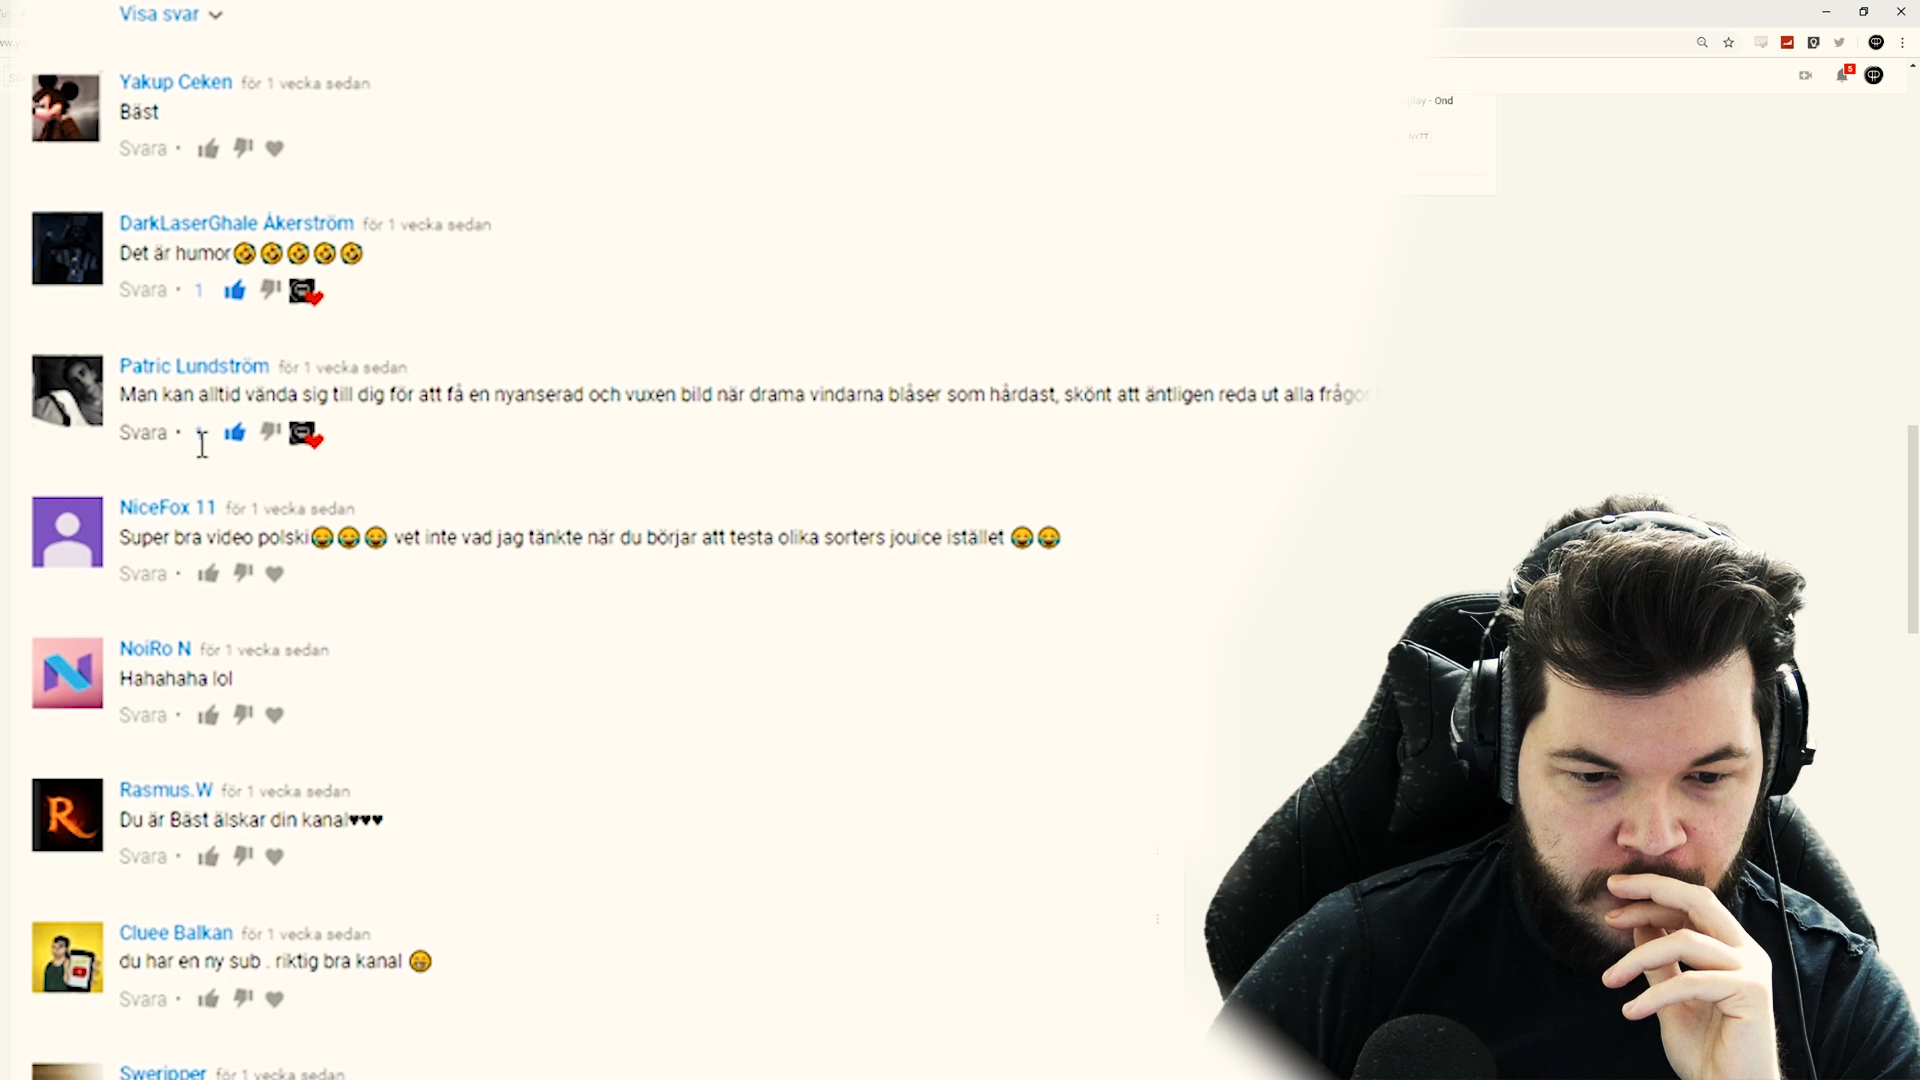 Visa svar
Yakup Ceken för 1 vecka sedan
Bäst
Svara •
DarkLaserGhale Åkerström för 1 vecka sedan
Det är humor🤣🤣🤣🤣🤣
Svara • 1
Patric Lundström för 1 vecka sedan
Man kan alltid vända sig till dig för att få en nyanserad och vuxen bild när drama vindarna blåser som hårdast, skönt att äntligen reda ut alla frågor
Svara •
NiceFox 11 för 1 vecka sedan
Super bra video polski😂😂😂 vet inte vad jag tänkte när du börjar att testa olika sorters jouice istället 😂😂
Svara •
NoiRo N för 1 vecka sedan
Hahahaha lol
Svara •
Rasmus.W för 1 vecka sedan
Du är Bäst älskar din kanal♥♥♥
Svara •
Cluee Balkan för 1 vecka sedan
du har en ny sub . riktig bra kanal 😁
Svara •
Sweripper för 1 vecka sedan
5
play - Ond
NYTT